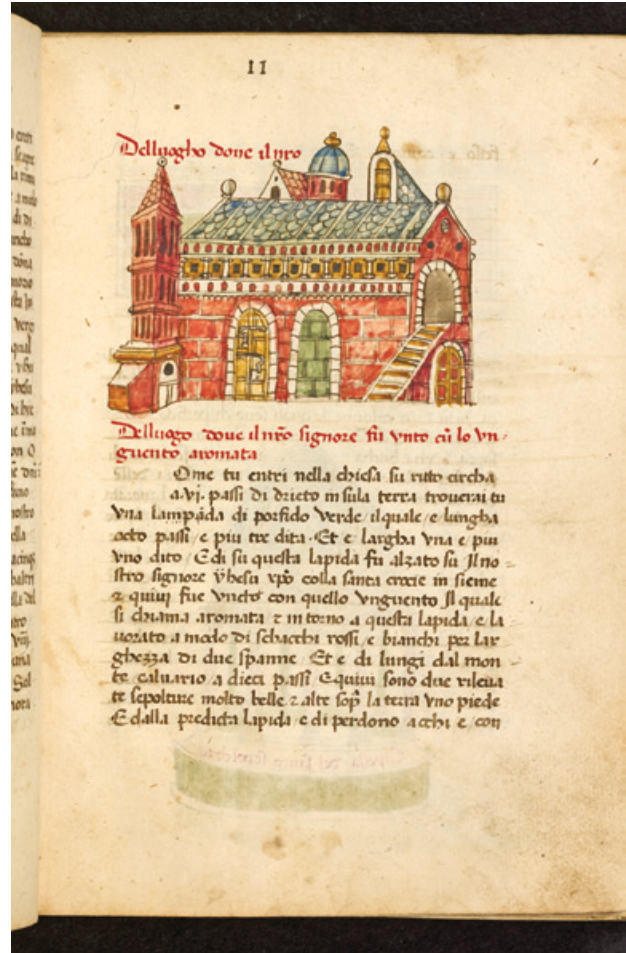 11
Delluogho doue il nro
Delluogo doue il nro signore fu vnto cu lo vn-
guento aromata
Ome tu entri nella chiesa su ritto circha
a.vj. passi di drieto in sula terra trouerai tu
vna lampada di porfido verde il quale e lungha
octo passi e piu tre dita. Et e largha vna e piu
vno dito E di su questa lapida fu alzato su Il no-
stro signore yhesu xpo colla santa croce in sieme
z quiui fue vncto con quello vnguento Il quale
si chiama aromata z in torno a questa lapida e la
uorato a modo di schacchi rossi e bianchi per lar
ghezza di due spanne Et e di lungi dal mon
te caluario a dieci passi E quiui sono due rileua
te sepolture molto belle z alte sop la terra vno piede
E dalla predicta lapida e di perdono a chi e con